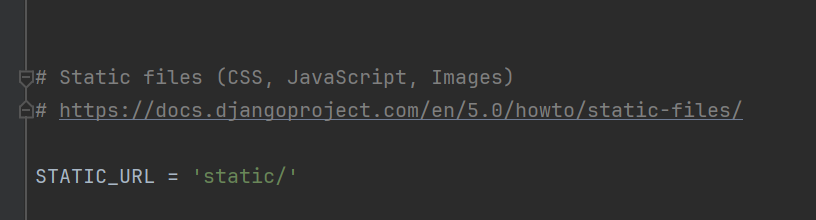 # Static files (CSS, JavaScript, Images)
# https://docs.djangoproject.com/en/5.0/howto/static-files/
STATIC_URL = 'static/'